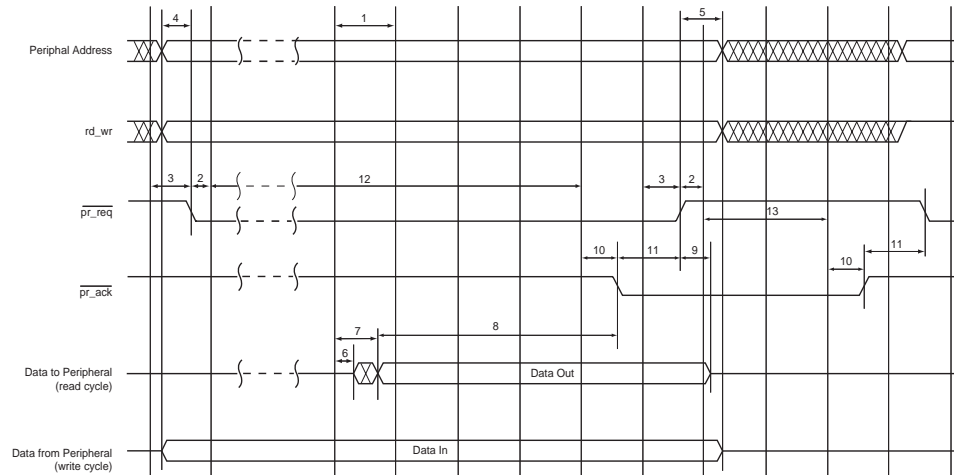 4
1
5
Periphal Address
rd_wr
3
2
12
3
2
pr_req
13
10
11
9
11
10
pr_ack
8
7
6
Data to Peripheral
(read cycle)
Data Out
Data from Peripheral
(write cycle)
Data In